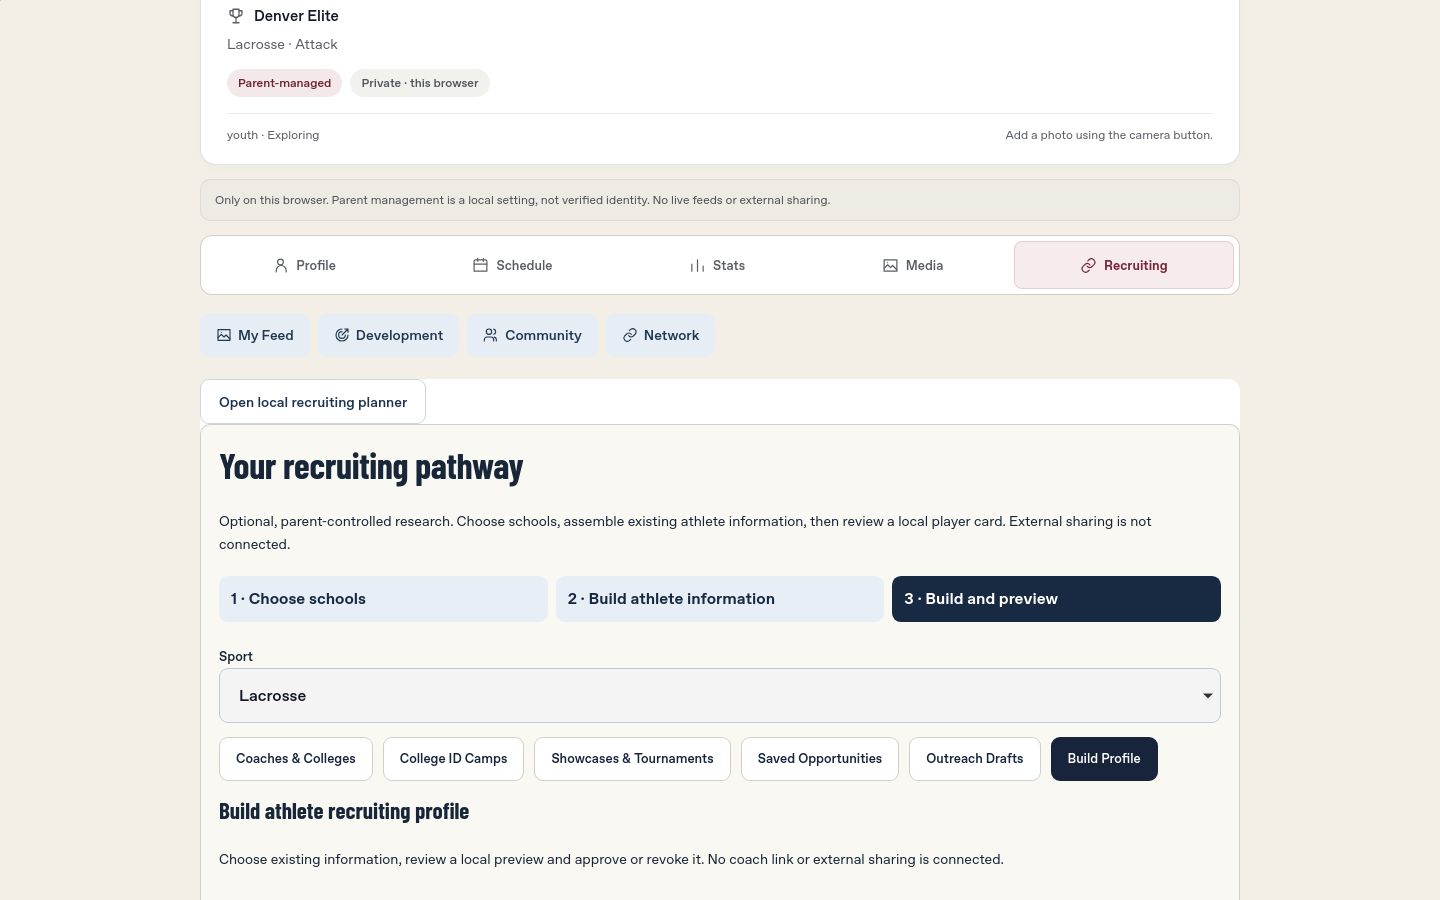 Denver Elite
Lacrosse · Attack
Parent-managed
Private · this browser
youth · Exploring
Add a photo using the camera button.
Only on this browser. Parent management is a local setting, not verified identity. No live feeds or external sharing.
Profile
Schedule
Stats
Media
Recruiting
My Feed
Development
Community
Network
Open local recruiting planner
Your recruiting pathway
Optional, parent-controlled research. Choose schools, assemble existing athlete information, then review a local player card. External sharing is not
connected.
1 · Choose schools
2 · Build athlete information
3 · Build and preview
Sport
Lacrosse
Coaches & Colleges
College ID Camps
Showcases & Tournaments
Saved Opportunities
Outreach Drafts
Build Profile
Build athlete recruiting profile
Choose existing information, review a local preview and approve or revoke it. No coach link or external sharing is connected.